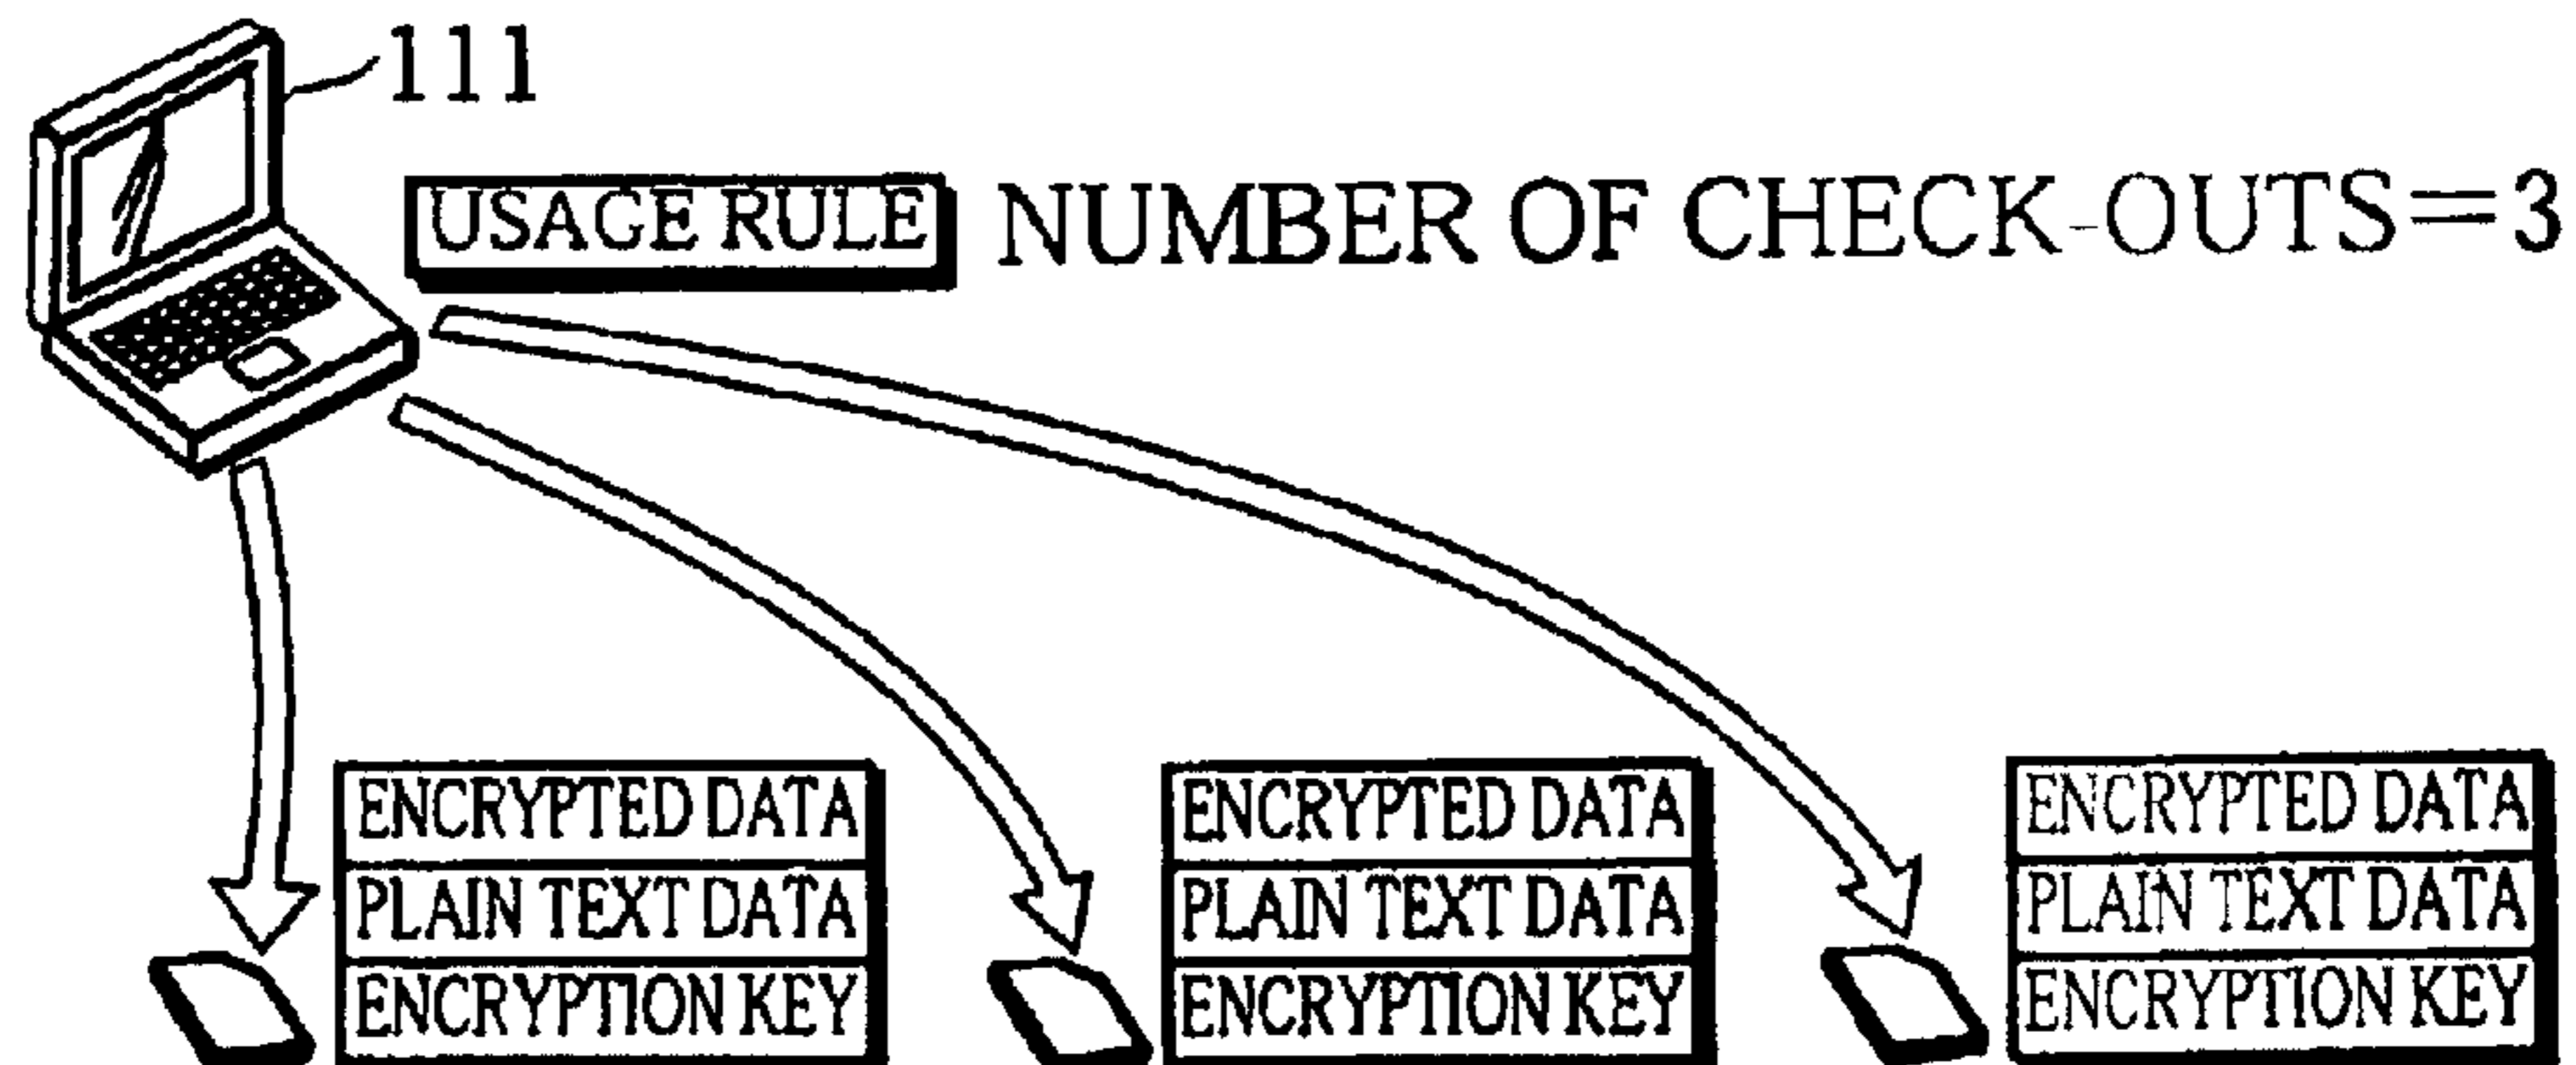 111
USAGE RULE NUMBER OF CHECK-OUTS=3
ENCRYPTED DATA
PLAIN TEXT DATA
ENCRYPTION KEY
ENCRYPTED DATA
PLAIN TEXT DATA
ENCRYPTION KEY
ENCRYPTED DATA
PLAIN TEXT DATA
ENCRYPTION KEY